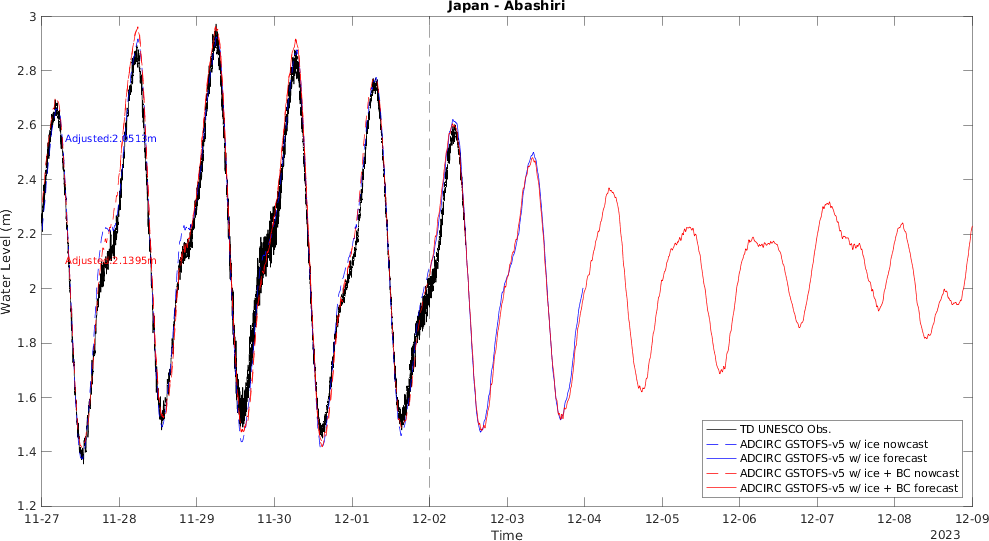 Japan - Abashiri
3
2.8
2.6
2.4
2.2
2
1.8
1.6
1.4
1.2
Water Level (m)
Adjusted:2.0513m
Adjusted:2.1395m
TD UNESCO Obs.
ADCIRC GSTOFS-v5 w/ ice nowcast
ADCIRC GSTOFS-v5 w/ ice forecast
ADCIRC GSTOFS-v5 w/ ice + BC nowcast
ADCIRC GSTOFS-v5 w/ ice + BC forecast
11-27 11-28 11-29 11-30 12-01 12-02 12-03 12-04 12-05 12-06 12-07 12-08 12-09
Time
2023